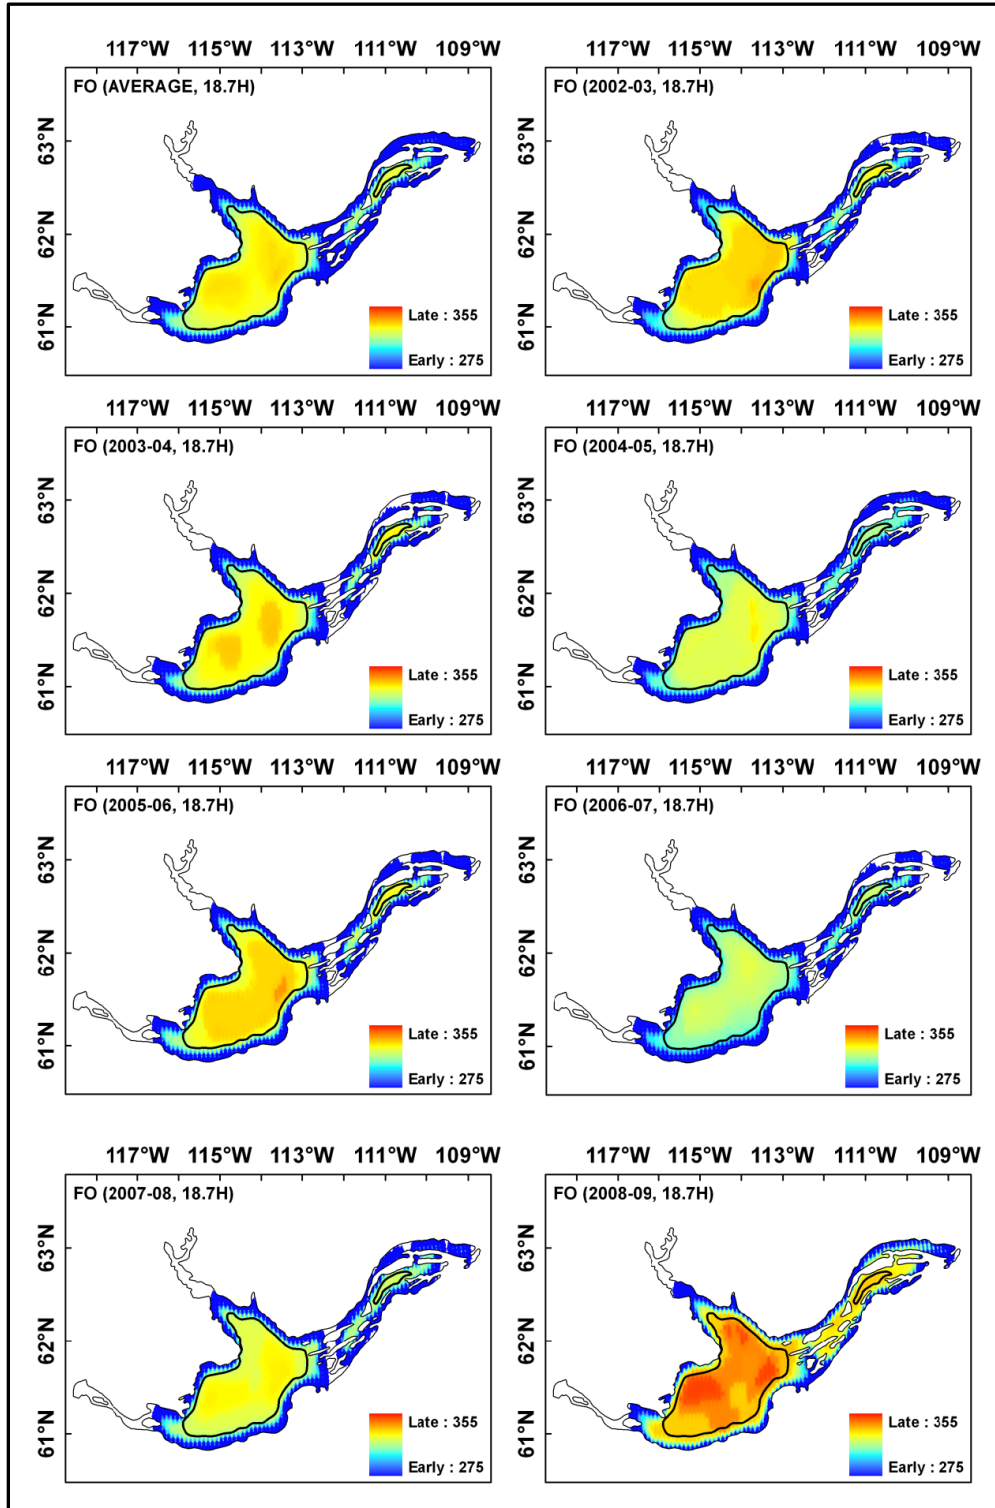 117°W 115°W 113°W 111°W 109°W
117°W 115°W 113°W 111°W 109°W
FO (AVERAGE, 18.7H)
63°N
62°N
61°N
Late : 355
Early : 275
FO (2002-03, 18.7H)
63°N
62°N
61°N
Late : 355
Early : 275
117°W 115°W 113°W 111°W 109°W
117°W 115°W 113°W 111°W 109°W
FO (2003-04, 18.7H)
63°N
62°N
61°N
Late : 355
Early : 275
FO (2004-05, 18.7H)
63°N
62°N
61°N
Late : 355
Early : 275
117°W 115°W 113°W 111°W 109°W
117°W 115°W 113°W 111°W 109°W
FO (2005-06, 18.7H)
63°N
62°N
61°N
Late : 355
Early : 275
FO (2006-07, 18.7H)
63°N
62°N
61°N
Late : 355
Early : 275
117°W 115°W 113°W 111°W 109°W
117°W 115°W 113°W 111°W 109°W
FO (2007-08, 18.7H)
63°N
62°N
61°N
Late : 355
Early : 275
FO (2008-09, 18.7H)
63°N
62°N
61°N
Late : 355
Early : 275